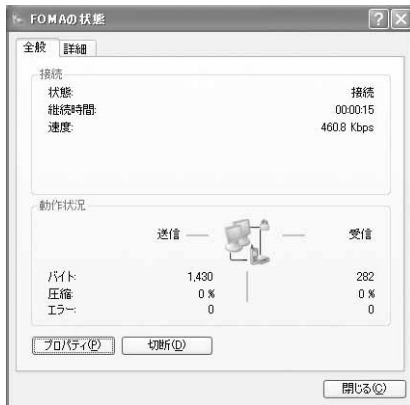 FOMAの状態
全般 詳細
接続
状態: 接続
継続時間: 00:00:15
速度: 460.8 Kbps
動作状況
送信 — — 受信
バイト: 1,430 282
圧縮: 0 % 0 %
エラー: 0 0
プロパティ(P) 切断(D)
閉じる(C)